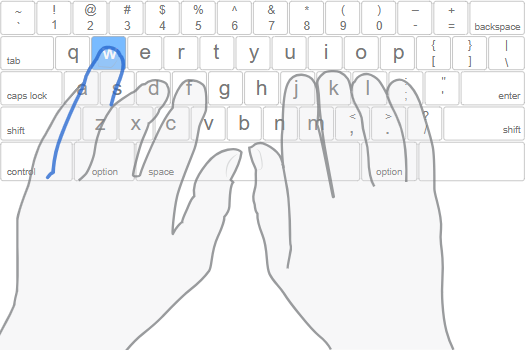 ~ ! @ # $ % ^ & * ( ) – +
` 1 2 3 4 5 6 7 8 9 0 - = backspace
tab q w e r t y u i o p { [ } ] | \
caps lock a s d f g h j k l : ; " ' enter
shift z x c v b n m < , > . ? / shift
control option space option